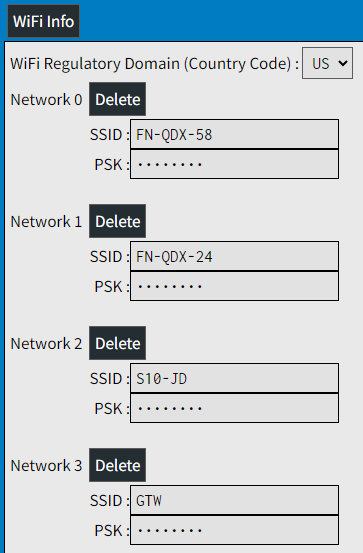 WiFi Info
WiFi Regulatory Domain (Country Code) : US
Network 0 Delete
SSID : FN-QDX-58
PSK : ••••••••
Network 1 Delete
SSID : FN-QDX-24
PSK : ••••••••
Network 2 Delete
SSID : S10-JD
PSK : ••••••••
Network 3 Delete
SSID : GTW
PSK : ••••••••